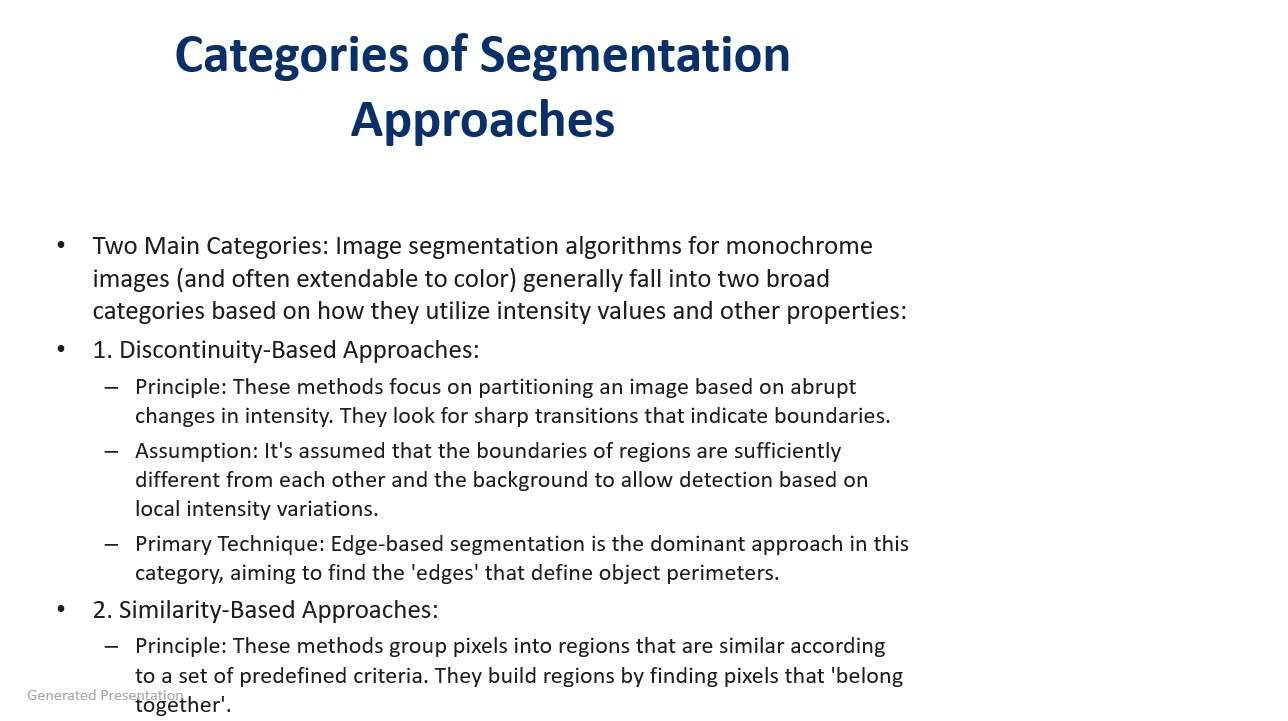 Categories of Segmentation
Approaches
• Two Main Categories: Image segmentation algorithms for monochrome
images (and often extendable to color) generally fall into two broad
categories based on how they utilize intensity values and other properties:
• 1. Discontinuity-Based Approaches:
– Principle: These methods focus on partitioning an image based on abrupt
changes in intensity. They look for sharp transitions that indicate boundaries.
– Assumption: It's assumed that the boundaries of regions are sufficiently
different from each other and the background to allow detection based on
local intensity variations.
– Primary Technique: Edge-based segmentation is the dominant approach in this
category, aiming to find the 'edges' that define object perimeters.
• 2. Similarity-Based Approaches:
– Principle: These methods group pixels into regions that are similar according
to a set of predefined criteria. They build regions by finding pixels that 'belong
together'.
Generated Presentation